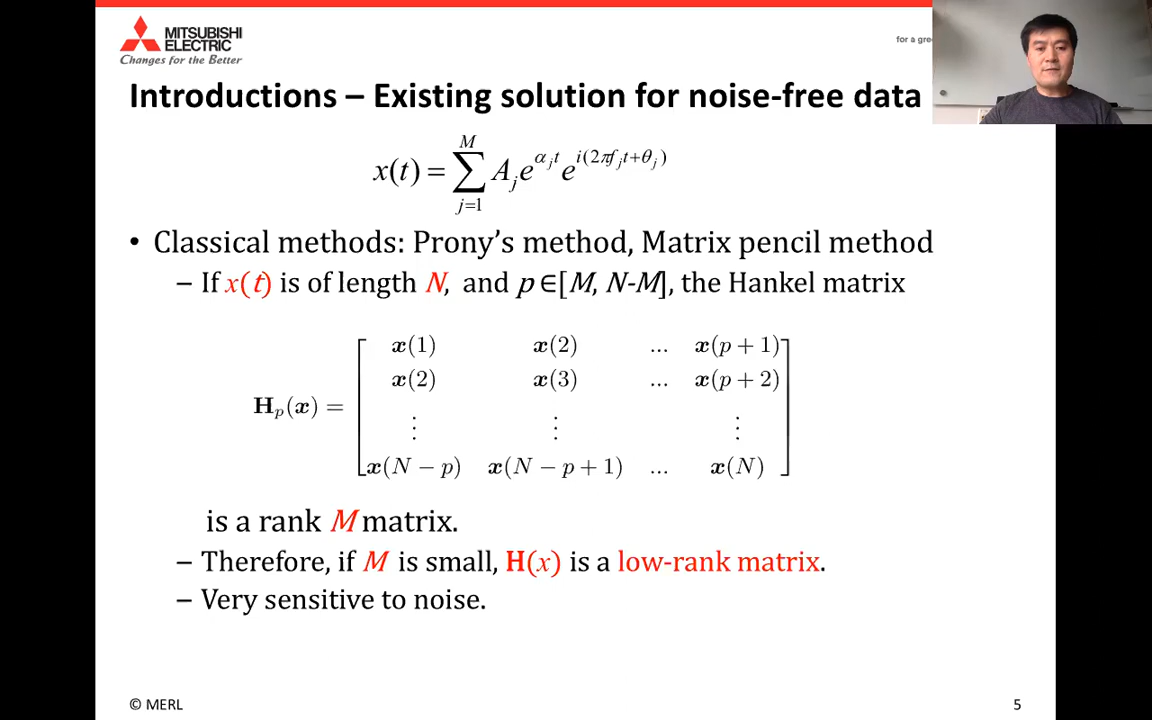 MITSUBISHI
ELECTRIC
Changes for the Better
for a gre
Introductions – Existing solution for noise-free data
x(t) = \sum_{j=1}^{M} A_j e^{α_j t} e^{i(2πf_j t+θ_j)}
• Classical methods: Prony’s method, Matrix pencil method
– If x(t) is of length N, and p ∈[M, N-M], the Hankel matrix
x(1) x(2) ... x(p + 1)
x(2) x(3) ... x(p + 2)
H_p(x) = ⋮ ⋮ ⋮
x(N − p) x(N − p + 1) ... x(N)
is a rank M matrix.
– Therefore, if M is small, H(x) is a low-rank matrix.
– Very sensitive to noise.
© MERL 5